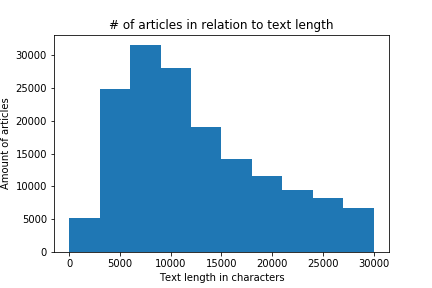 # of articles in relation to text length
30000
25000
20000
15000
10000
5000
0
Amount of articles
0 5000 10000 15000 20000 25000 30000
Text length in characters